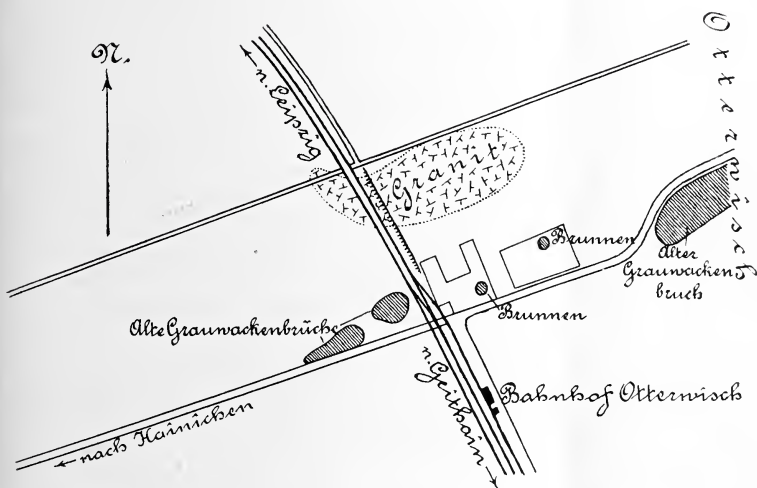 N.
n. Leipzig
Granit
Otterwisch
Brunnen
Alter
Grauwacken
bruch
Brunnen
Alte Grauwackenbrüche
n. Geithain
Bahnhof Otterwisch
nach Hainichen